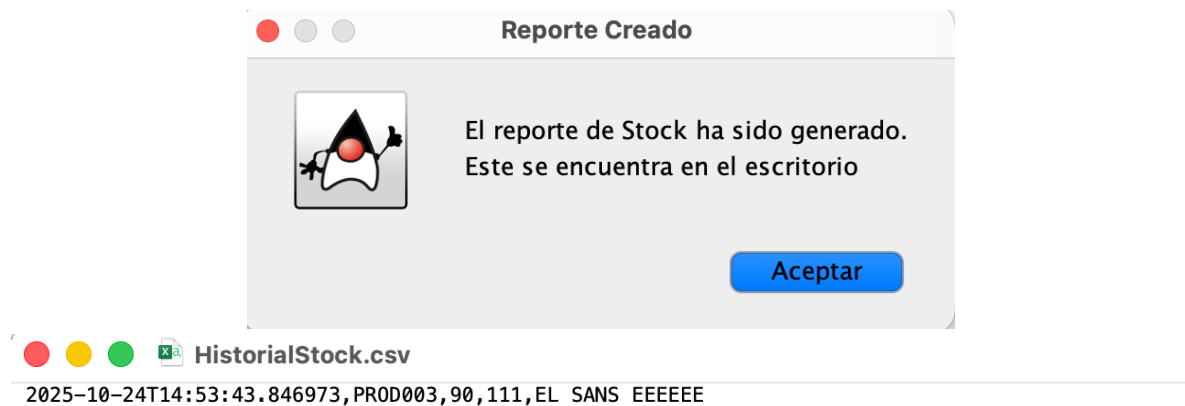 Reporte Creado
El reporte de Stock ha sido generado.
Este se encuentra en el escritorio
Aceptar
HistorialStock.csv
2025-10-24T14:53:43.846973,PROD003,90,111,EL SANS EEEEEE